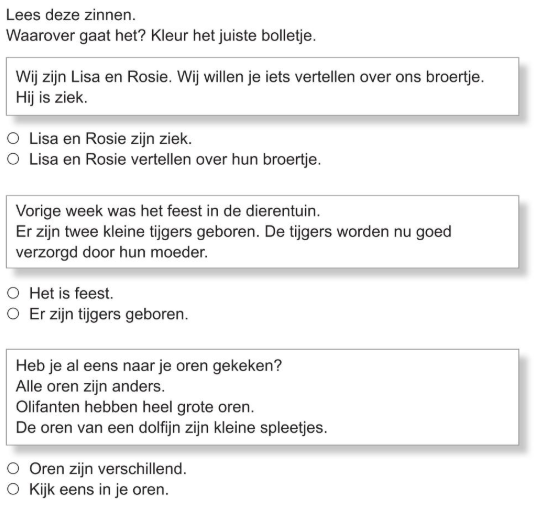 Lees deze zinnen.
Waarover gaat het? Kleur het juiste bolletje.
Wij zijn Lisa en Rosie. Wij willen je iets vertellen over ons broertje.
Hij is ziek.
Lisa en Rosie zijn ziek.
Lisa en Rosie vertellen over hun broertje.
Vorige week was het feest in de dierentuin.
Er zijn twee kleine tijgers geboren. De tijgers worden nu goed
verzorgd door hun moeder.
Het is feest.
Er zijn tijgers geboren.
Heb je al eens naar je oren gekeken?
Alle oren zijn anders.
Olifanten hebben heel grote oren.
De oren van een dolfijn zijn kleine spleetjes.
Oren zijn verschillend.
Kijk eens in je oren.